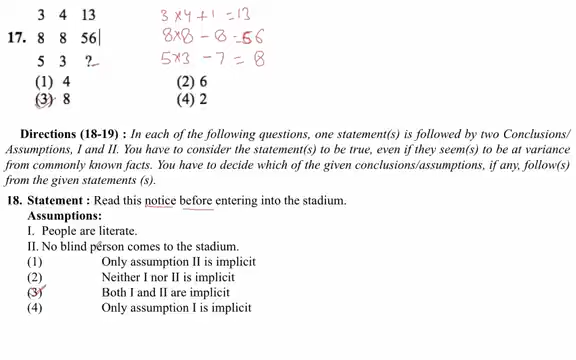 3 4 13 3×4+1=13
17. 8 8 56 8×8-8=56
5 3 ? 5×3-7=8
(1) 4 (2) 6
(3) 8 (4) 2
Directions (18-19) : In each of the following questions, one statement(s) is followed by two Conclusions/
Assumptions, I and II. You have to consider the statement(s) to be true, even if they seem(s) to be at variance
from commonly known facts. You have to decide which of the given conclusions/assumptions, if any, follow(s)
from the given statements (s).
18. Statement : Read this notice before entering into the stadium.
Assumptions:
I. People are literate.
II. No blind person comes to the stadium.
(1) Only assumption II is implicit
(2) Neither I nor II is implicit
(3) Both I and II are implicit
(4) Only assumption I is implicit